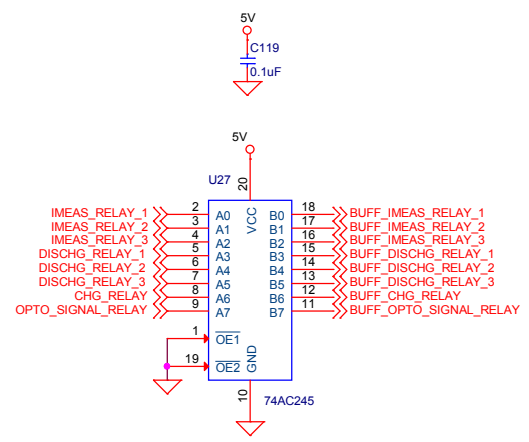 5V
C119
0.1uF
5V
U27
20
VCC
IMEAS_RELAY_1 2 A0 B0 18 BUFF_IMEAS_RELAY_1
IMEAS_RELAY_2 3 A1 B1 17 BUFF_IMEAS_RELAY_2
IMEAS_RELAY_3 4 A2 B2 16 BUFF_IMEAS_RELAY_3
DISCHG_RELAY_1 5 A3 B3 15 BUFF_DISCHG_RELAY_1
DISCHG_RELAY_2 6 A4 B4 14 BUFF_DISCHG_RELAY_2
DISCHG_RELAY_3 7 A5 B5 13 BUFF_DISCHG_RELAY_3
CHG_RELAY 8 A6 B6 12 BUFF_CHG_RELAY
OPTO_SIGNAL_RELAY 9 A7 B7 11 BUFF_OPTO_SIGNAL_RELAY
1 OE1
19 OE2
GND
10
74AC245